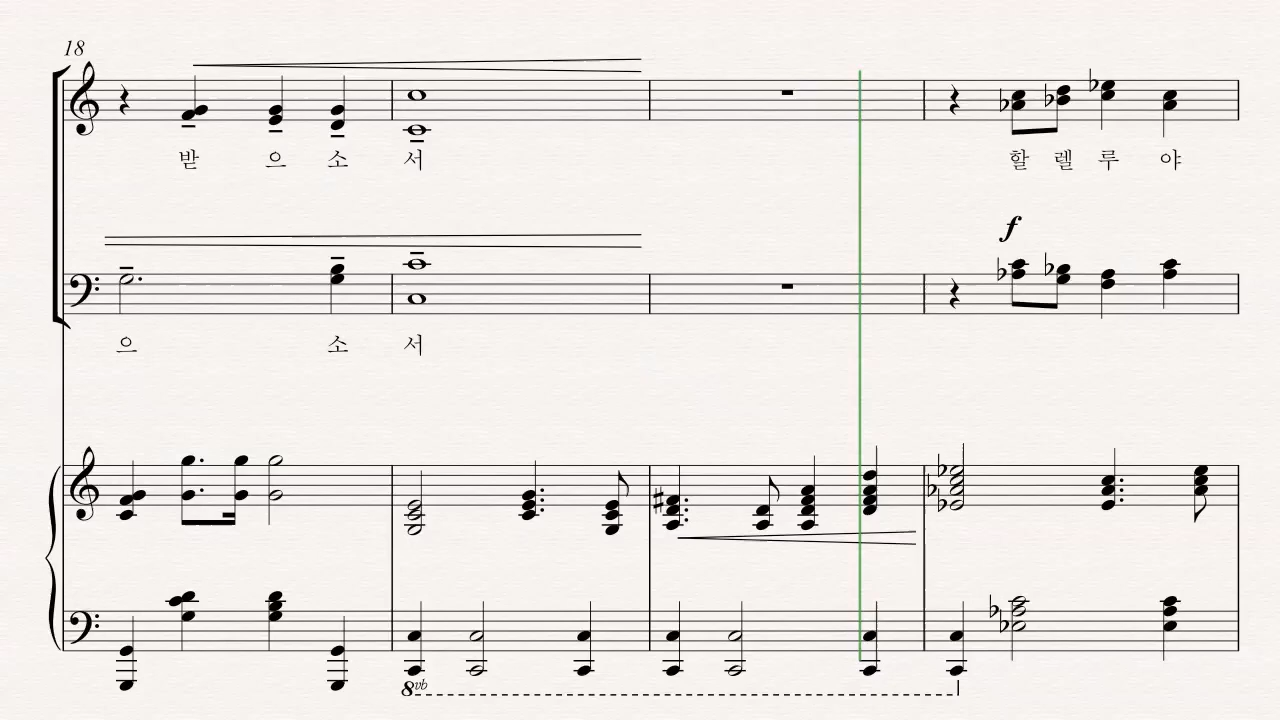 18
받 으 소 서 할 렐 루 야
f
으 소 서
8vb